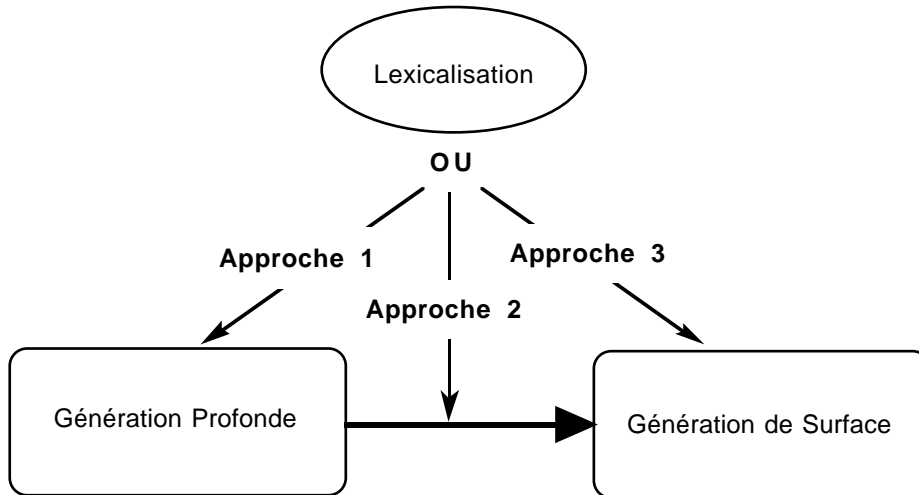 Lexicalisation
OU
Approche 1
Approche 3
Approche 2
Génération Profonde
Génération de Surface